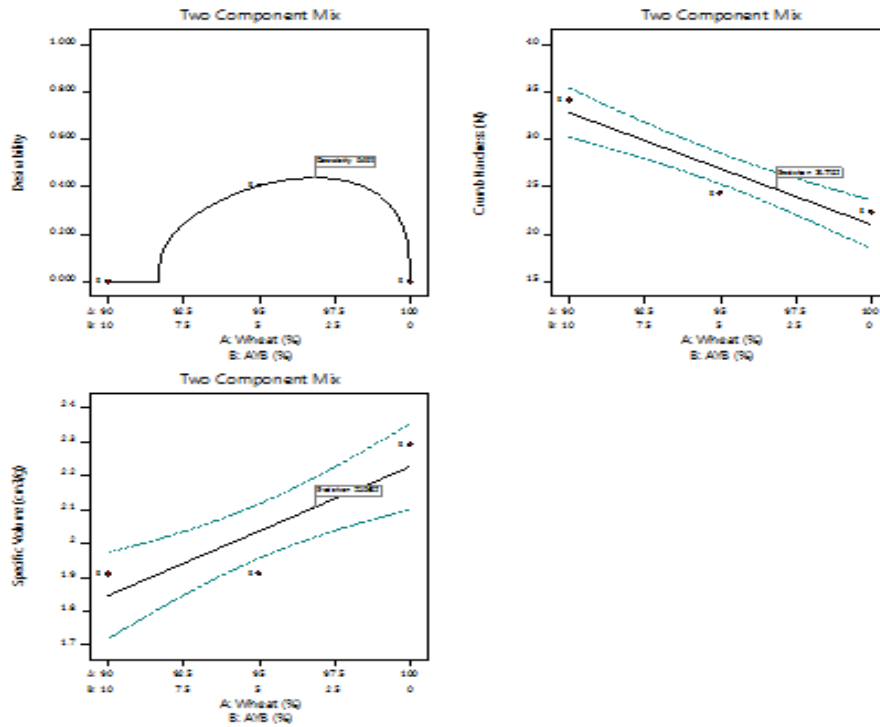 Two Component Mix
Desirability
1.000
0.800
0.600
0.400
0.200
0.000
A: 90 92.5 95 97.5 100
B: 10 7.5 5 2.5 0
A: Wheat (%)
B: AYB (%)
Two Component Mix
Crumb Hardness (N)
40
35
30
25
20
15
A: 90 92.5 95 97.5 100
B: 10 7.5 5 2.5 0
A: Wheat (%)
B: AYB (%)
Two Component Mix
Specific Volume (cm3/g)
2.4
2.3
2.2
2.1
2
1.9
1.8
1.7
A: 90 92.5 95 97.5 100
B: 10 7.5 5 2.5 0
A: Wheat (%)
B: AYB (%)